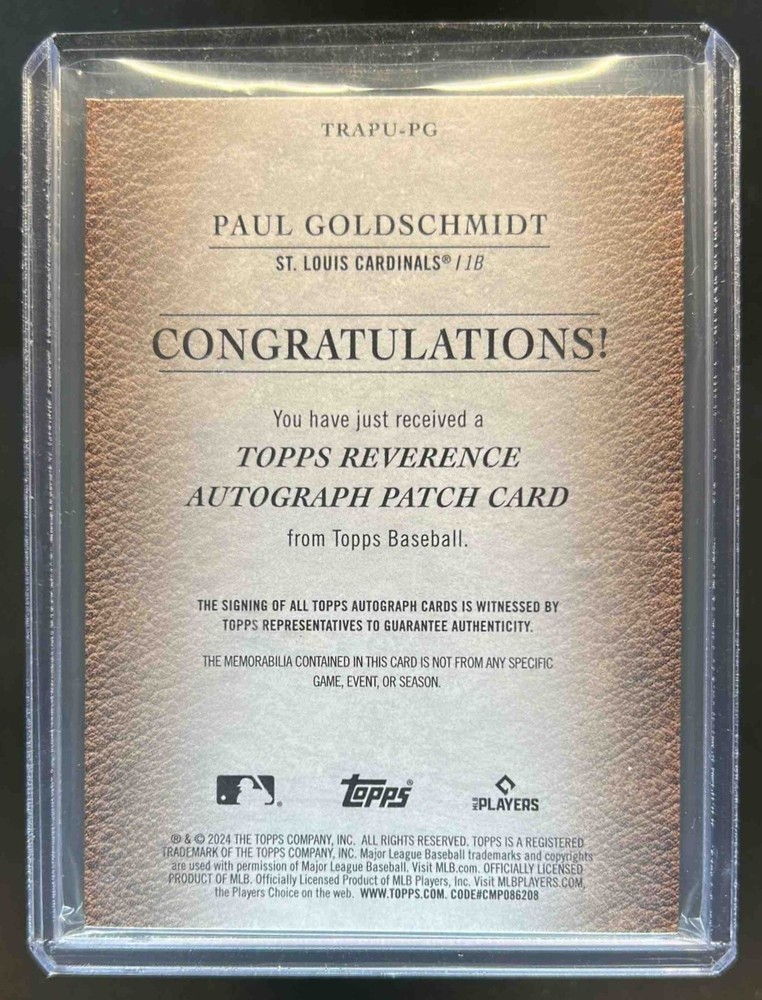 TRAPU-PG
PAUL GOLDSCHMIDT
ST. LOUIS CARDINALS® / 1B
CONGRATULATIONS!
You have just received a
TOPPS REVERENCE
AUTOGRAPH PATCH CARD
from Topps Baseball.
THE SIGNING OF ALL TOPPS AUTOGRAPH CARDS IS WITNESSED BY
TOPPS REPRESENTATIVES TO GUARANTEE AUTHENTICITY.
THE MEMORABILIA CONTAINED IN THIS CARD IS NOT FROM ANY SPECIFIC
GAME, EVENT, OR SEASON.
® topps® MLB PLAYERS
® & © 2024 THE TOPPS COMPANY, INC. ALL RIGHTS RESERVED. TOPPS IS A REGISTERED
TRADEMARK OF THE TOPPS COMPANY, INC. Major League Baseball trademarks and copyrights
are used with permission of Major League Baseball. Visit MLB.com. OFFICIALLY LICENSED
PRODUCT OF MLB. Officially Licensed Product of MLB Players, Inc. Visit MLBPLAYERS.COM,
the Players Choice on the web. WWW.TOPPS.COM. CODE#CMP086208